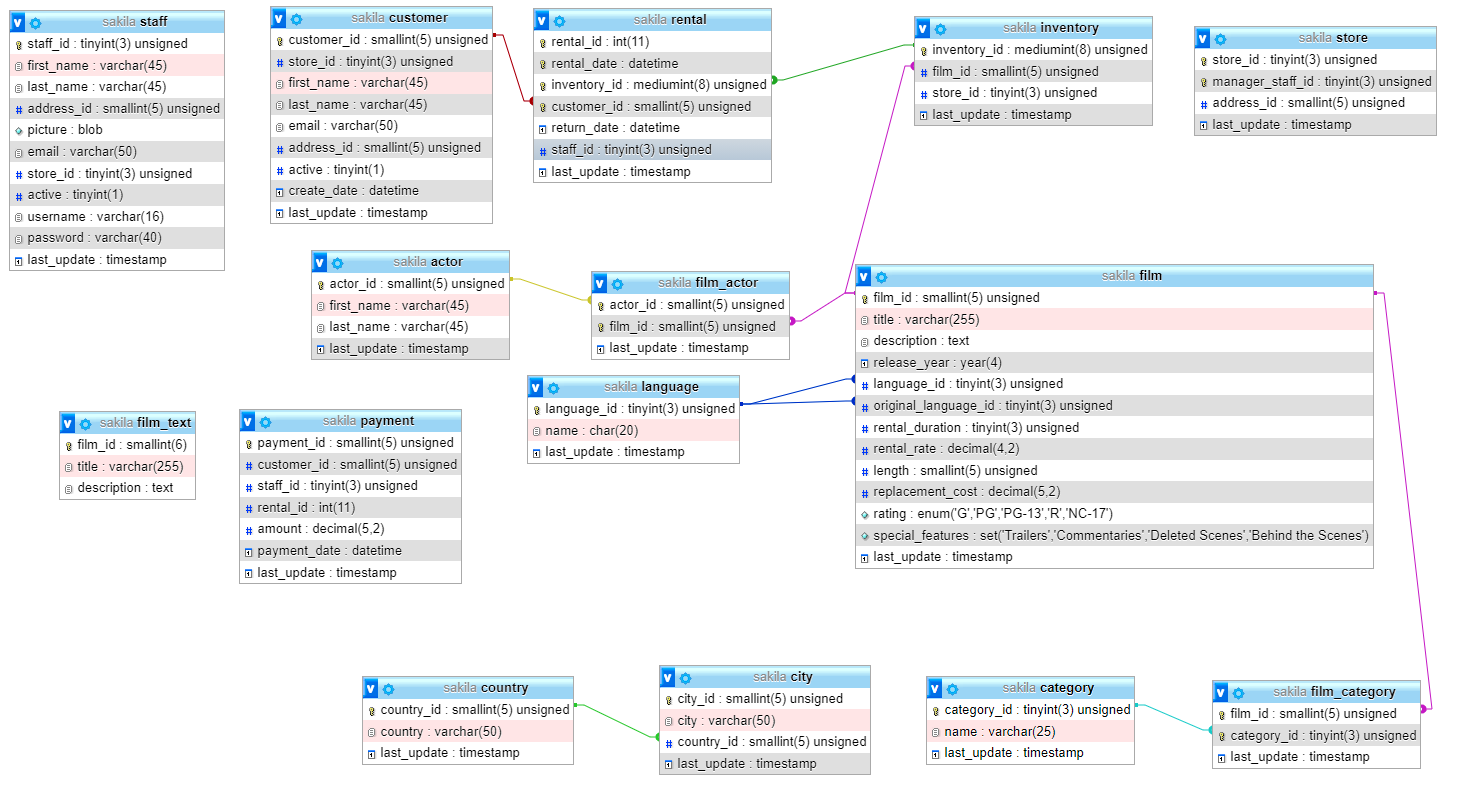 sakila staff
staff_id : tinyint(3) unsigned
first_name : varchar(45)
last_name : varchar(45)
address_id : smallint(5) unsigned
picture : blob
email : varchar(50)
store_id : tinyint(3) unsigned
active : tinyint(1)
username : varchar(16)
password : varchar(40)
last_update : timestamp
sakila customer
customer_id : smallint(5) unsigned
store_id : tinyint(3) unsigned
first_name : varchar(45)
last_name : varchar(45)
email : varchar(50)
address_id : smallint(5) unsigned
active : tinyint(1)
create_date : datetime
last_update : timestamp
sakila rental
rental_id : int(11)
rental_date : datetime
inventory_id : mediumint(8) unsigned
customer_id : smallint(5) unsigned
return_date : datetime
staff_id : tinyint(3) unsigned
last_update : timestamp
sakila inventory
inventory_id : mediumint(8) unsigned
film_id : smallint(5) unsigned
store_id : tinyint(3) unsigned
last_update : timestamp
sakila store
store_id : tinyint(3) unsigned
manager_staff_id : tinyint(3) unsigned
address_id : smallint(5) unsigned
last_update : timestamp
sakila actor
actor_id : smallint(5) unsigned
first_name : varchar(45)
last_name : varchar(45)
last_update : timestamp
sakila film_actor
actor_id : smallint(5) unsigned
film_id : smallint(5) unsigned
last_update : timestamp
sakila film
film_id : smallint(5) unsigned
title : varchar(255)
description : text
release_year : year(4)
language_id : tinyint(3) unsigned
original_language_id : tinyint(3) unsigned
rental_duration : tinyint(3) unsigned
rental_rate : decimal(4,2)
length : smallint(5) unsigned
replacement_cost : decimal(5,2)
rating : enum('G','PG','PG-13','R','NC-17')
special_features : set('Trailers','Commentaries','Deleted Scenes','Behind the Scenes')
last_update : timestamp
sakila language
language_id : tinyint(3) unsigned
name : char(20)
last_update : timestamp
sakila film_text
film_id : smallint(6)
title : varchar(255)
description : text
sakila payment
payment_id : smallint(5) unsigned
customer_id : smallint(5) unsigned
staff_id : tinyint(3) unsigned
rental_id : int(11)
amount : decimal(5,2)
payment_date : datetime
last_update : timestamp
sakila country
country_id : smallint(5) unsigned
country : varchar(50)
last_update : timestamp
sakila city
city_id : smallint(5) unsigned
city : varchar(50)
country_id : smallint(5) unsigned
last_update : timestamp
sakila category
category_id : tinyint(3) unsigned
name : varchar(25)
last_update : timestamp
sakila film_category
film_id : smallint(5) unsigned
category_id : tinyint(3) unsigned
last_update : timestamp